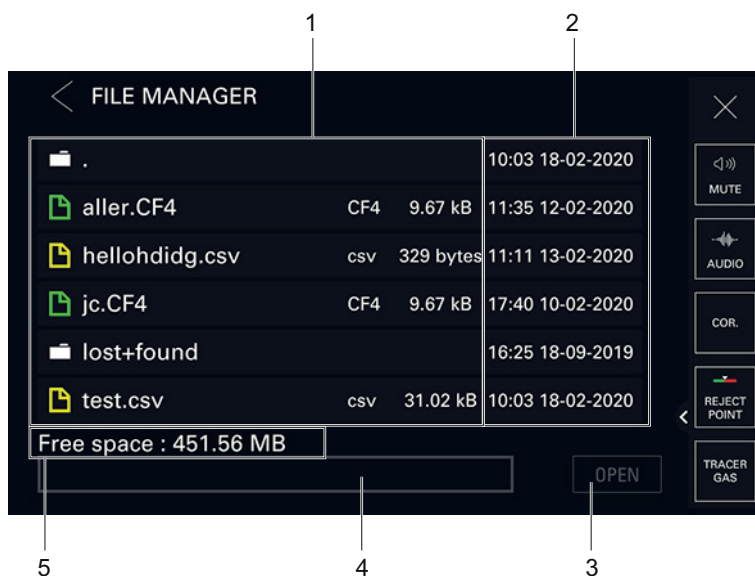 1 2
FILE MANAGER
. 10:03 18-02-2020
aller.CF4 CF4 9.67 kB 11:35 12-02-2020
hellohdidg.csv csv 329 bytes 11:11 13-02-2020
jc.CF4 CF4 9.67 kB 17:40 10-02-2020
lost+found 16:25 18-09-2019
test.csv csv 31.02 kB 10:03 18-02-2020
Free space : 451.56 MB
OPEN
MUTE
AUDIO
COR.
REJECT
POINT
TRACER
GAS
5 4 3